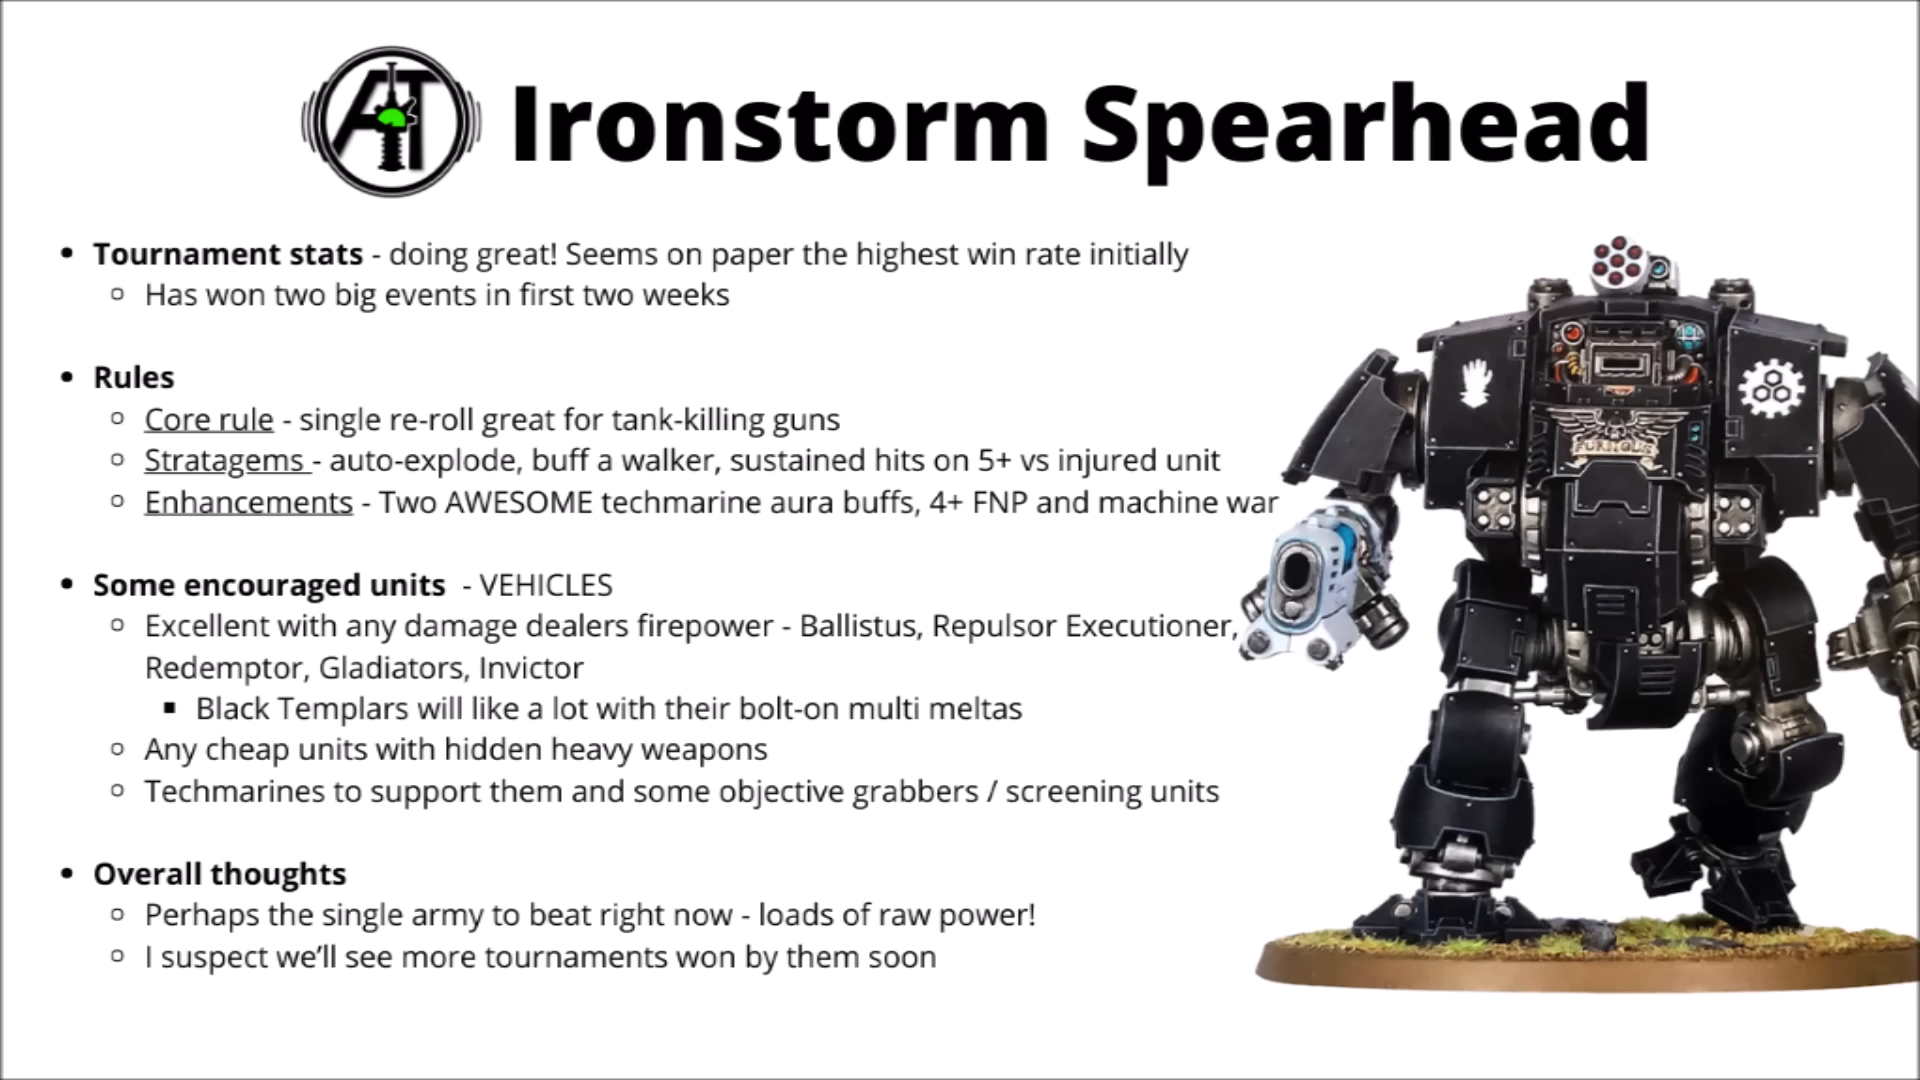 AT
Ironstorm Spearhead
• Tournament stats - doing great! Seems on paper the highest win rate initially
○ Has won two big events in first two weeks
• Rules
○ Core rule - single re-roll great for tank-killing guns
○ Stratagems - auto-explode, buff a walker, sustained hits on 5+ vs injured unit
○ Enhancements - Two AWESOME techmarine aura buffs, 4+ FNP and machine war
• Some encouraged units - VEHICLES
○ Excellent with any damage dealers firepower - Ballistus, Repulsor Executioner,
Redemptor, Gladiators, Invictor
▪ Black Templars will like a lot with their bolt-on multi meltas
○ Any cheap units with hidden heavy weapons
○ Techmarines to support them and some objective grabbers / screening units
• Overall thoughts
○ Perhaps the single army to beat right now - loads of raw power!
○ I suspect we’ll see more tournaments won by them soon